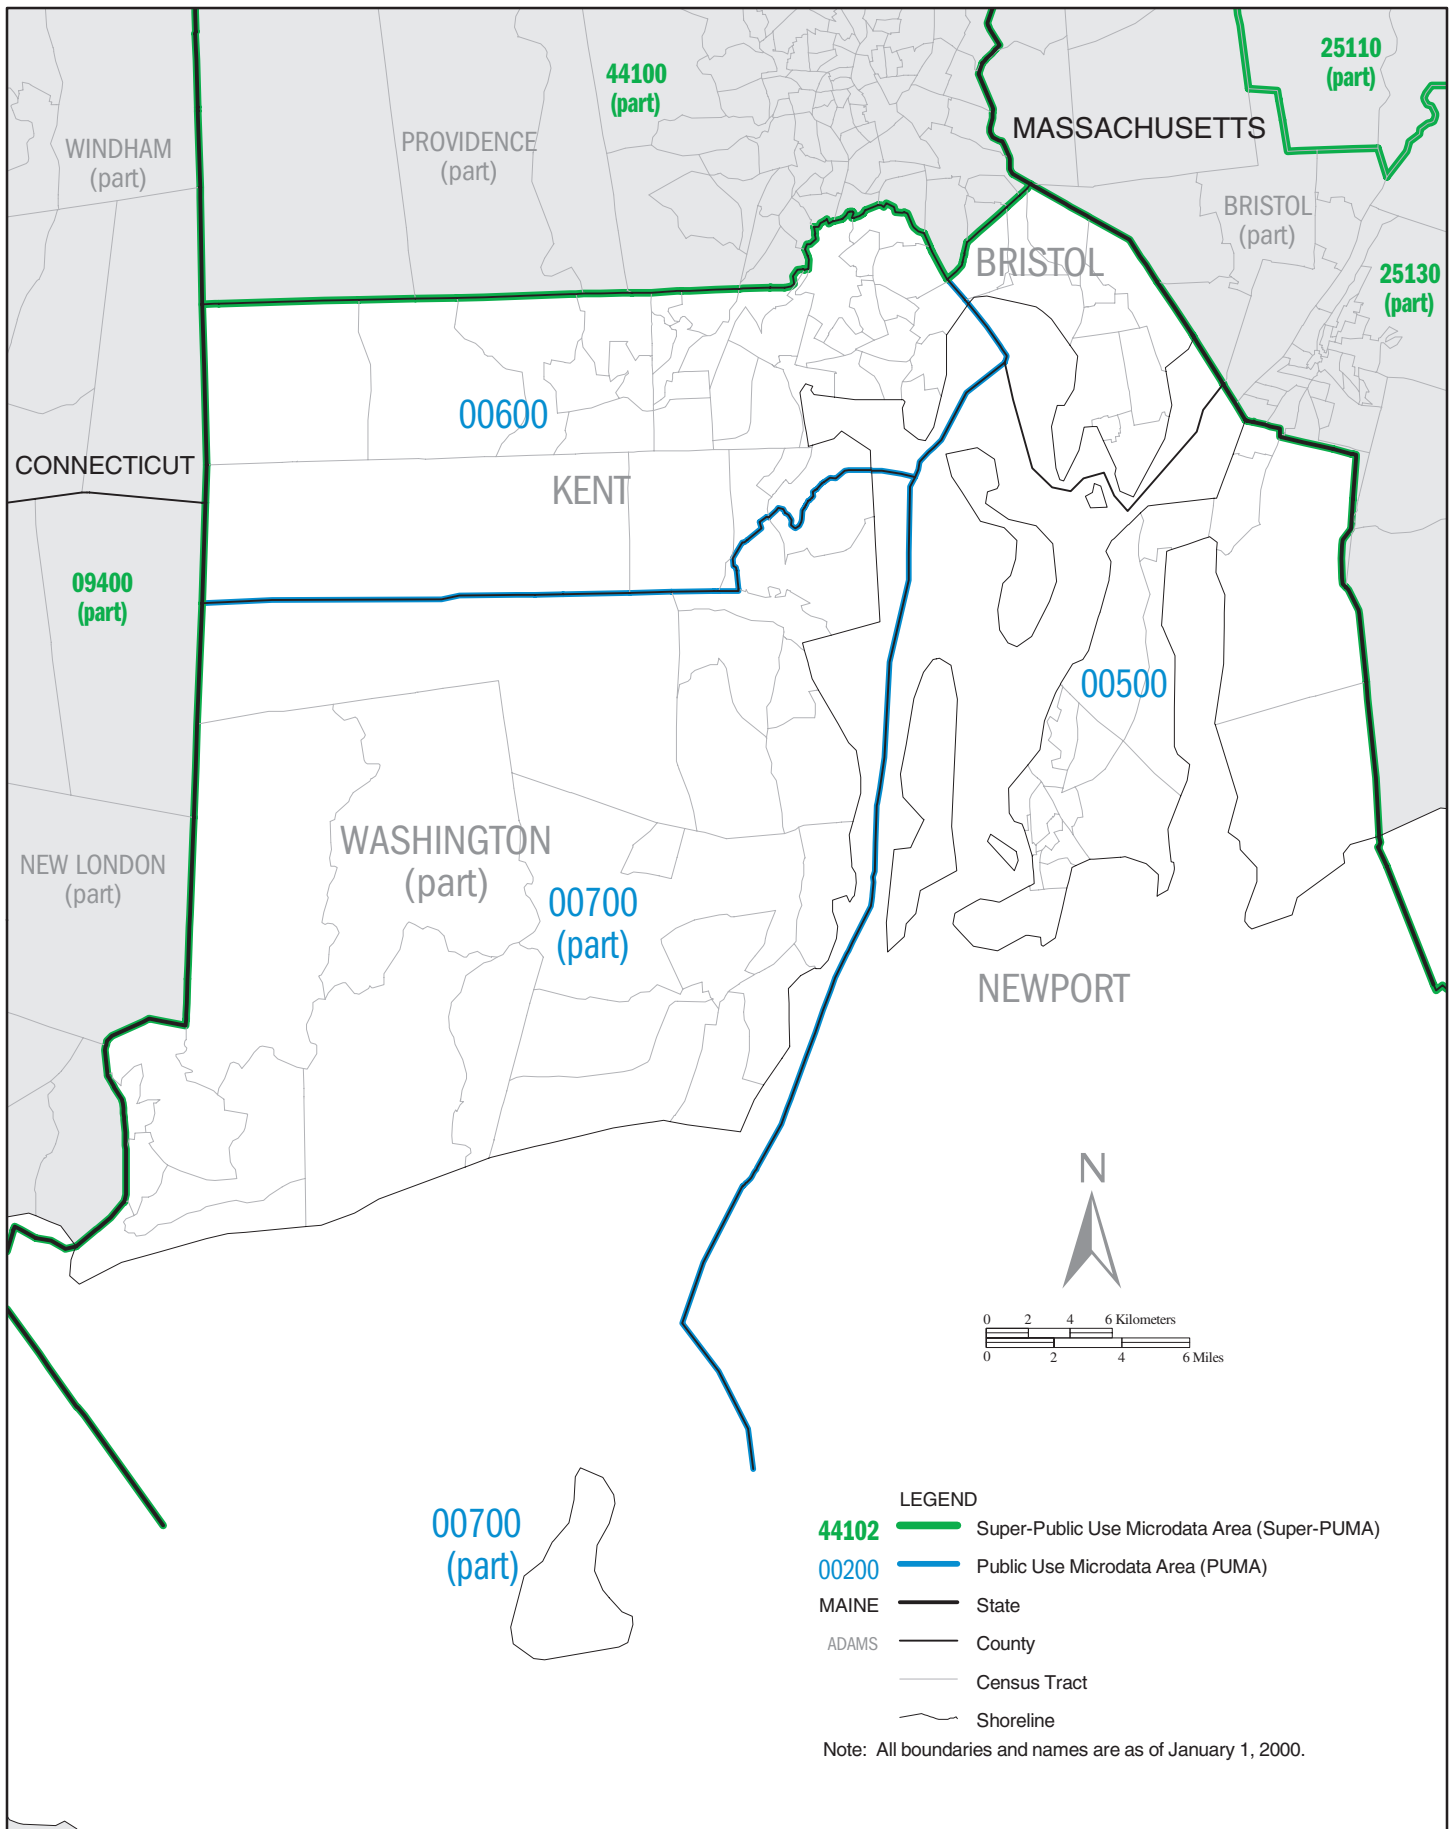 44100
(part)
25110
(part)
MASSACHUSETTS
WINDHAM
(part)
PROVIDENCE
(part)
BRISTOL
(part)
BRISTOL
25130
(part)
00600
CONNECTICUT
KENT
09400
(part)
00500
WASHINGTON
(part)
NEW LONDON
(part)
00700
(part)
NEWPORT
N
0 2 4 6 Kilometers
0 2 4 6 Miles
00700
(part)
LEGEND
44102 Super-Public Use Microdata Area (Super-PUMA)
00200 Public Use Microdata Area (PUMA)
MAINE State
ADAMS County
Census Tract
Shoreline
Note: All boundaries and names are as of January 1, 2000.